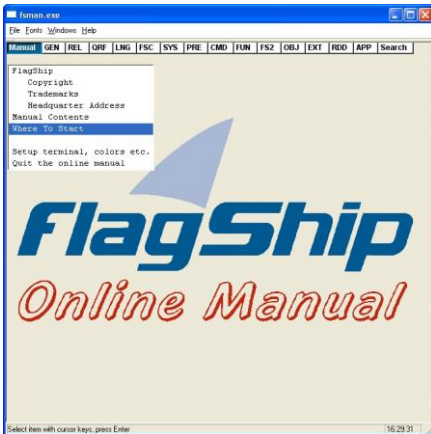 fsman.exe
File Fonts Windows Help
Manual GEN REL QRF LNG FSC SYS PRE CMD FUN FS2 OBJ EXT RDD APP Search
FlagShip
Copyright
Trademarks
Headquarter Address
Manual Contents
Where To Start
Setup terminal, colors etc.
Quit the online manual
FlagShip
Online Manual
Select item with cursor keys, press Enter 16:29:31